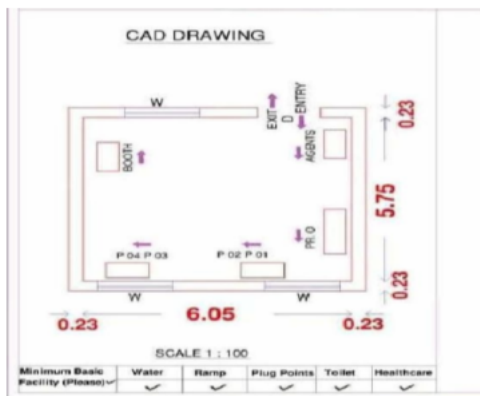 CAD DRAWING
W
EXIT
D
ENTRY
0.23
BOOTH
AGENTS
5.75
PR.O
P 04 P 03
P 02 P 01
W
W
0.23
6.05
0.23
0.23
SCALE 1 : 100
Minimum Basic Facility (Please)✓
Water
Ramp
Plug Points
Toilet
Healthcare
✓ ✓ ✓ ✓ ✓